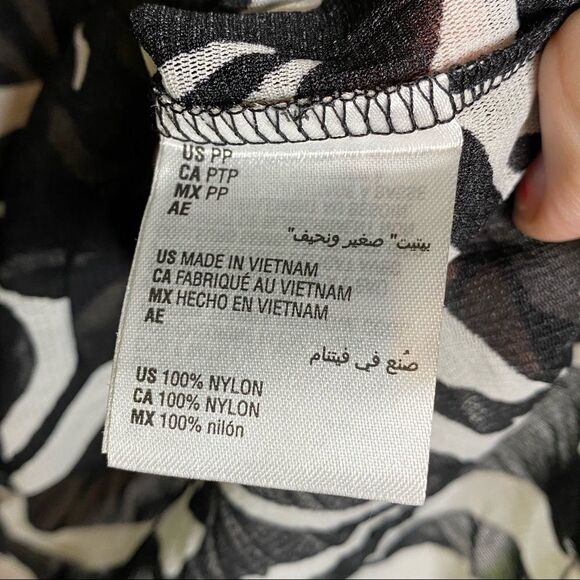 US PP
CA PTP
MX PP
AE
بيتيت" صغير ونحيف"
US MADE IN VIETNAM
CA FABRIQUÉ AU VIETNAM
MX HECHO EN VIETNAM
AE
صُنع في فيتنام
US 100% NYLON
CA 100% NYLON
MX 100% nilón